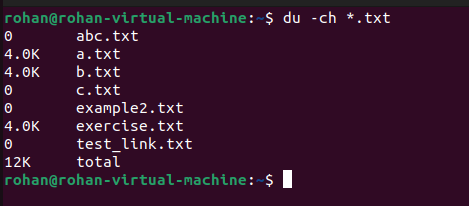 rohan@rohan-virtual-machine:~$ du -ch *.txt
0 abc.txt
4.0K a.txt
4.0K b.txt
0 c.txt
0 example2.txt
4.0K exercise.txt
0 test_link.txt
12K total
rohan@rohan-virtual-machine:~$